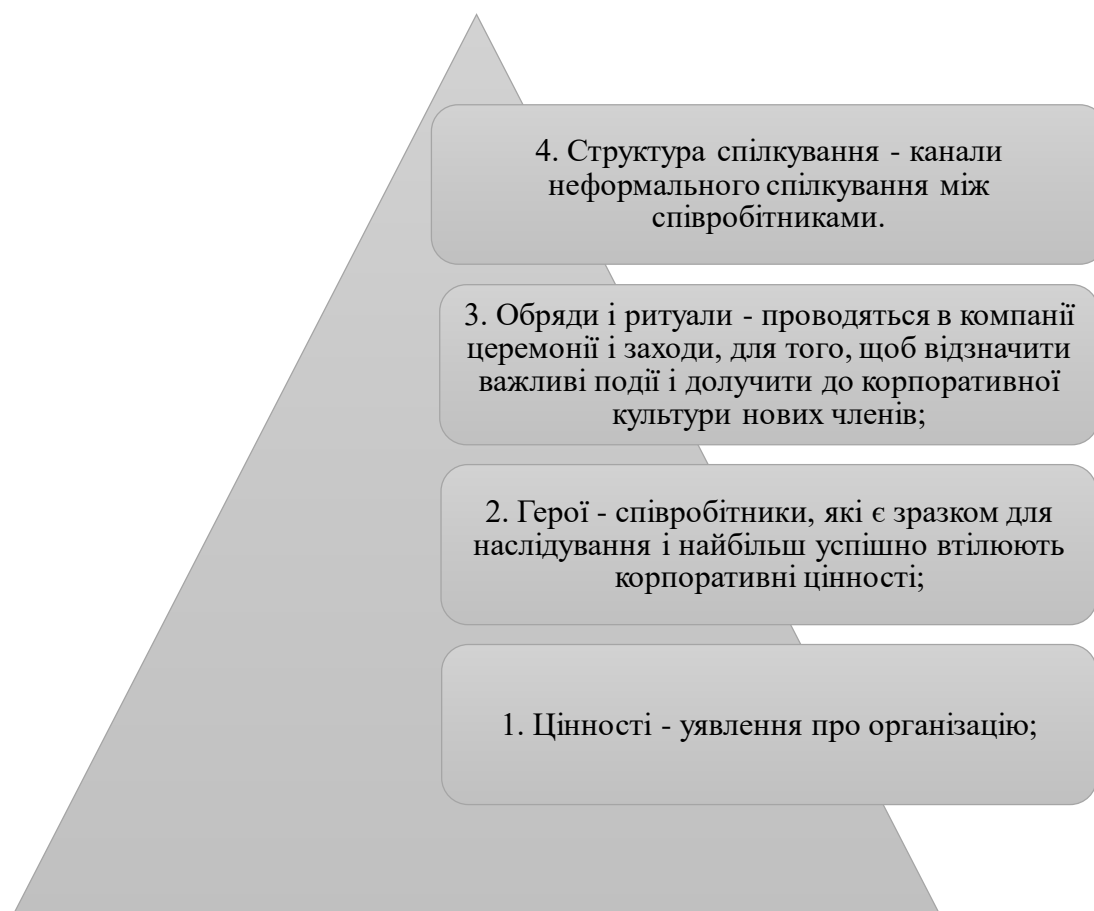 4. Структура спілкування - канали
неформального спілкування між
співробітниками.
3. Обряди і ритуали - проводяться в компанії
церемонії і заходи, для того, щоб відзначити
важливі події і долучити до корпоративної
культури нових членів;
2. Герої - співробітники, які є зразком для
наслідування і найбільш успішно втілюють
корпоративні цінності;
1. Цінності - уявлення про організацію;